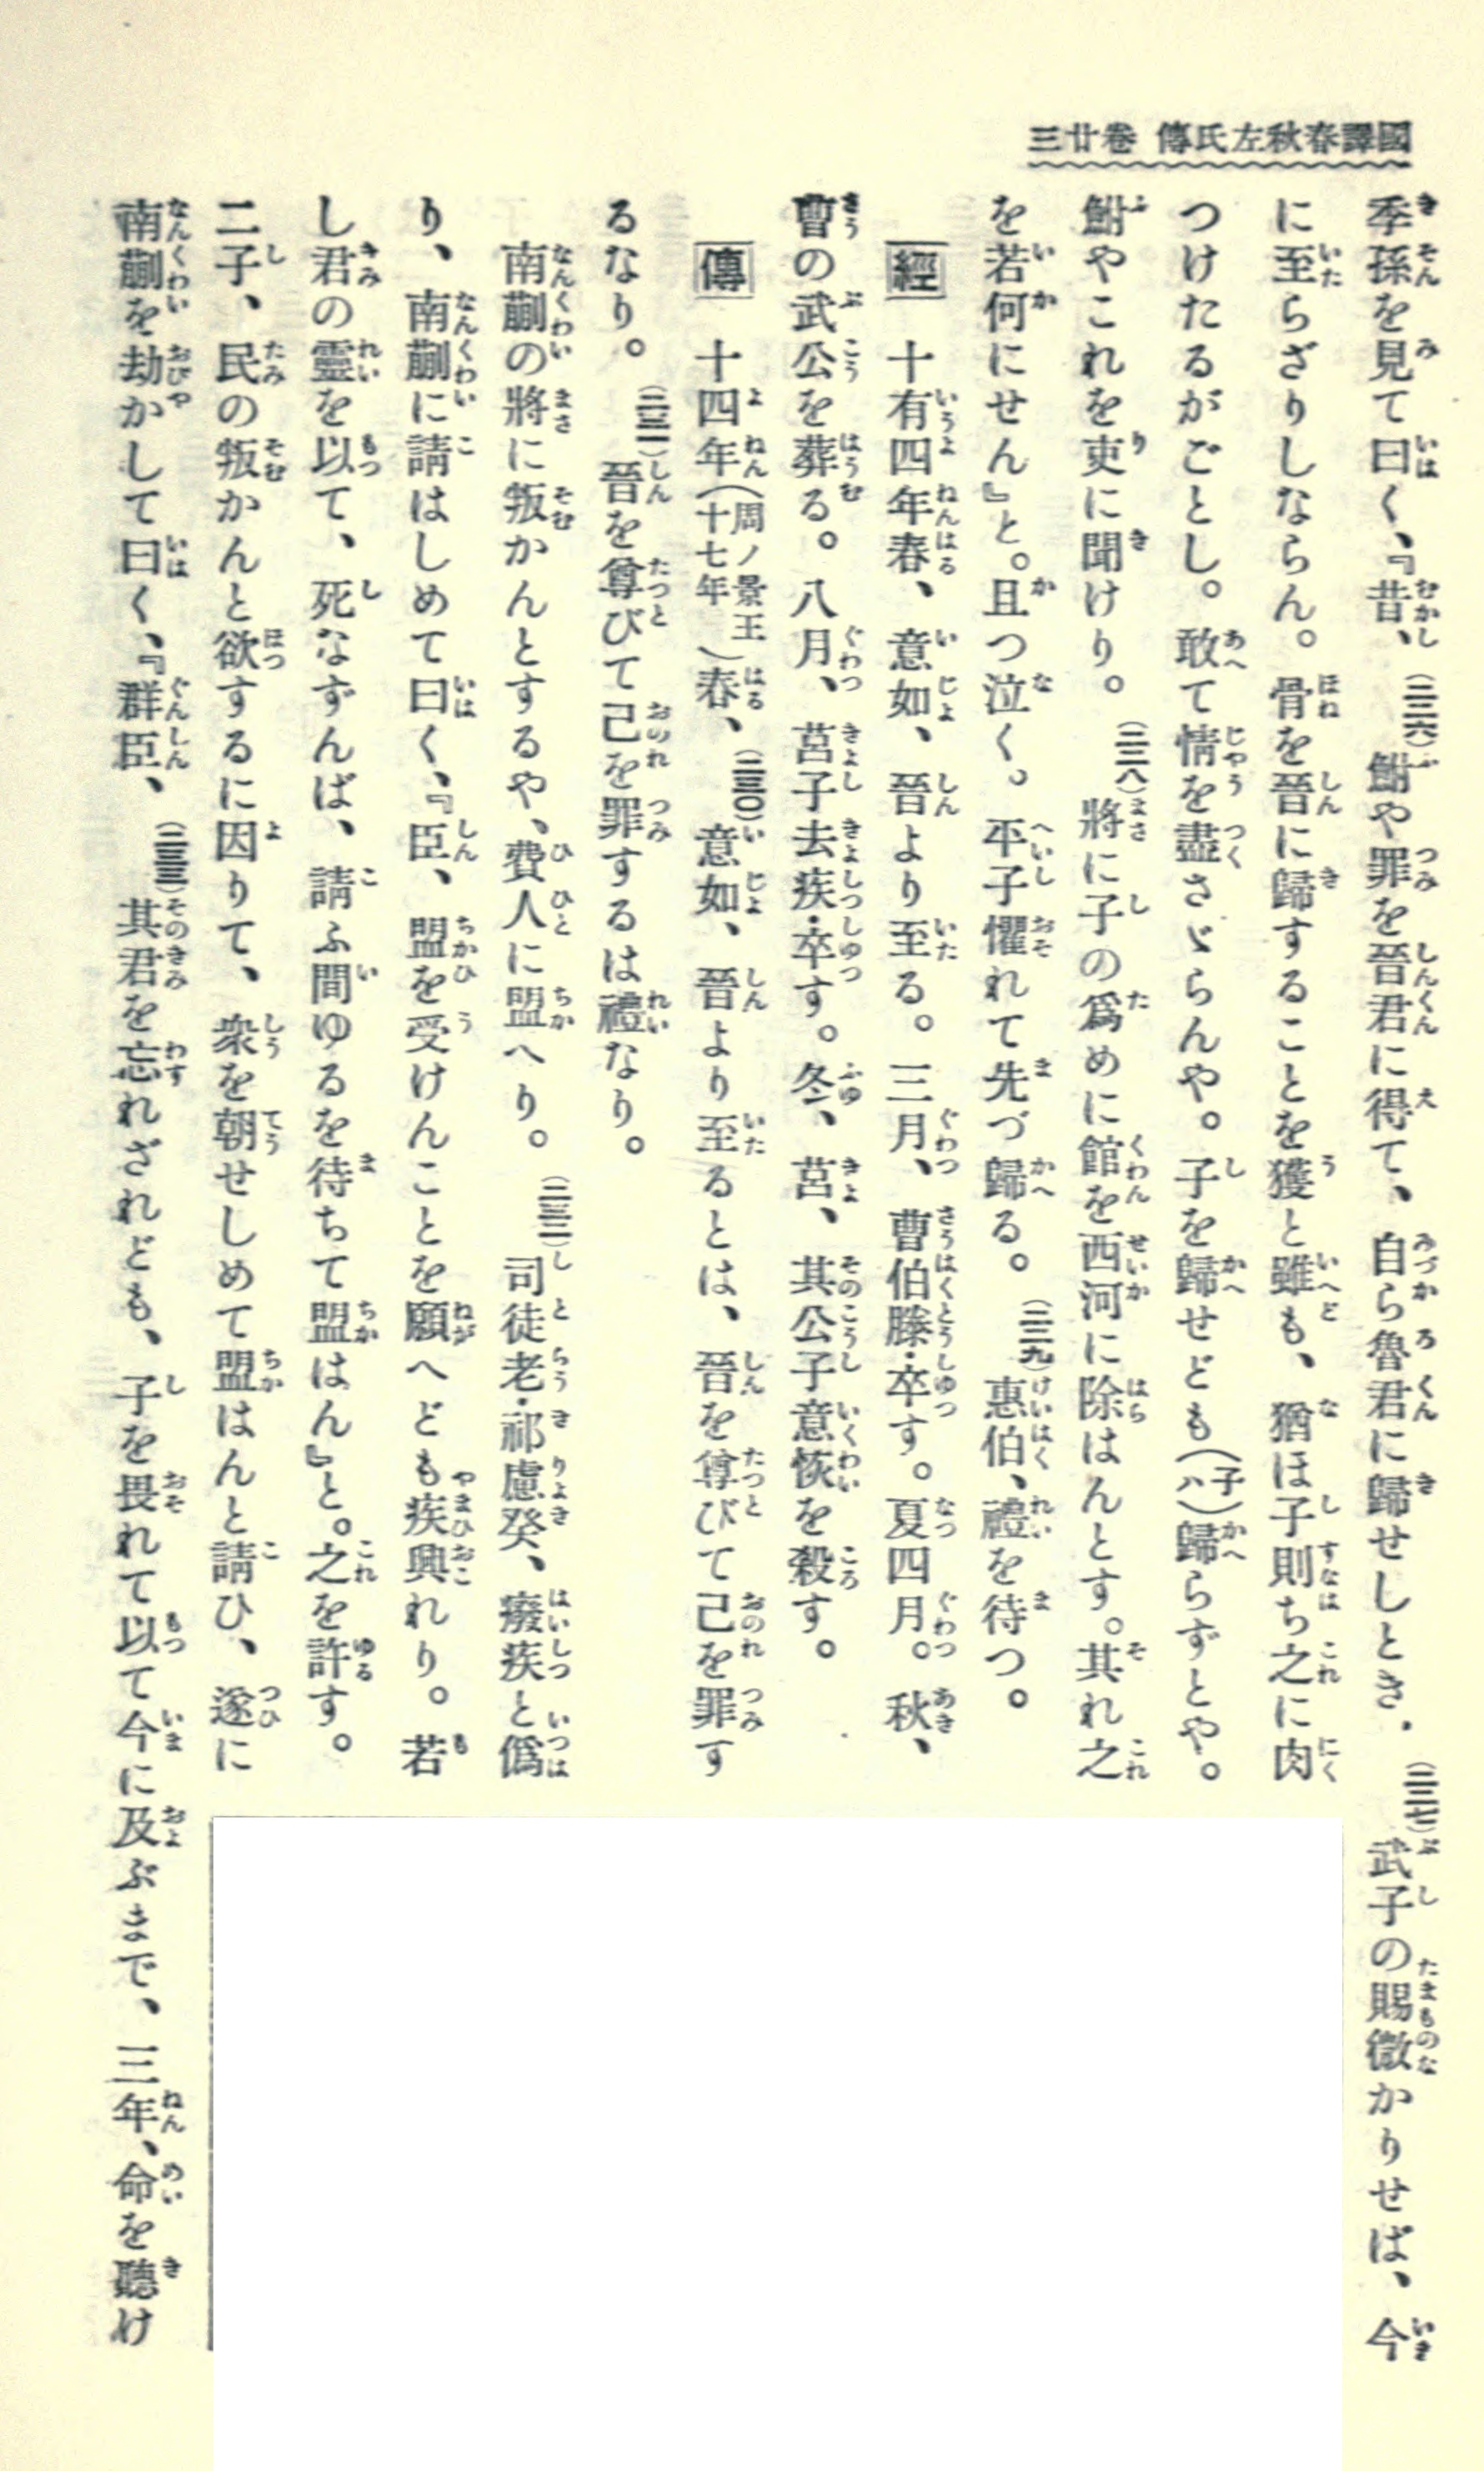 國譯春秋左氏傳 卷廿三
季孫を見て曰く、『昔、(二二六)鮒や罪を晉君に得て、自ら魯君に歸せしとき、(二二七)武子の賜微かりせば、今
に至らざりしならん。骨を晉に歸することを獲と雖も、猶ほ子則ち之に肉
つけたるがごとし。敢て情を盡さゞらんや。子を歸せども(子ハ)歸らずとや。
鮒やこれを吏に聞けり。(二二八)將に子の爲めに館を西河に除はんとす。其れ之
を若何にせん』と。且つ泣く。平子懼れて先づ歸る。(二二九)惠伯、禮を待つ。
經 十有四年春、意如、晉より至る。三月、曹伯滕・卒す。夏四月。秋、
曹の武公を葬る。八月、莒子去疾・卒す。冬、莒、其公子意恢を殺す。
傳 十四年(周ノ景王十七年)春、(二三〇)意如、晉より至るとは、晉を尊びて己を罪す
るなり。(二三一)晉を尊びて己を罪するは禮なり。
南蒯の將に叛かんとするや、費人に盟へり。(二三二)司徒老・祁慮癸、癈疾と僞
り、南蒯に請はしめて曰く、『臣、盟を受けんことを願へども疾興れり。若
し君の靈を以て、死なずんば、請ふ間ゆるを待ちて盟はん』と。之を許す。
二子、民の叛かんと欲するに因りて、衆を朝せしめて盟はんと請ひ、遂に
南蒯を劫かして曰く、『群臣、(二三三)其君を忘れざれども、子を畏れて以て今に及ぶまで、三年、命を聽け